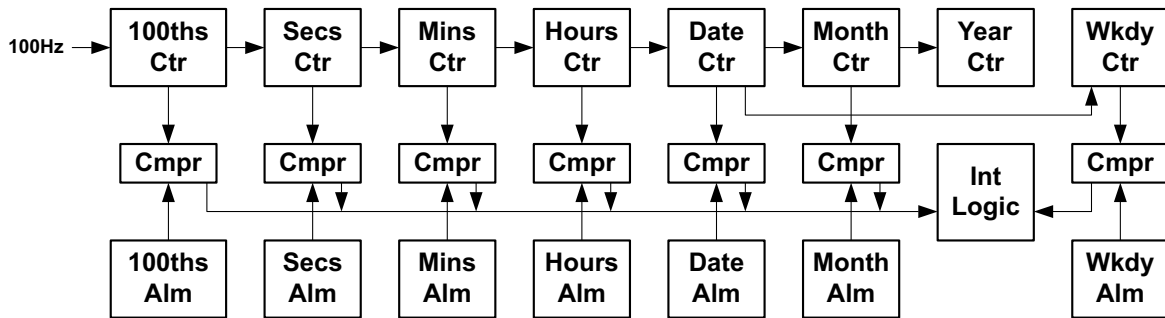 100Hz
100ths
Ctr
Secs
Ctr
Mins
Ctr
Hours
Ctr
Date
Ctr
Month
Ctr
Year
Ctr
Wkdy
Ctr
Cmpr
Cmpr
Cmpr
Cmpr
Cmpr
Cmpr
Int
Logic
Cmpr
100ths
Alm
Secs
Alm
Mins
Alm
Hours
Alm
Date
Alm
Month
Alm
Wkdy
Alm